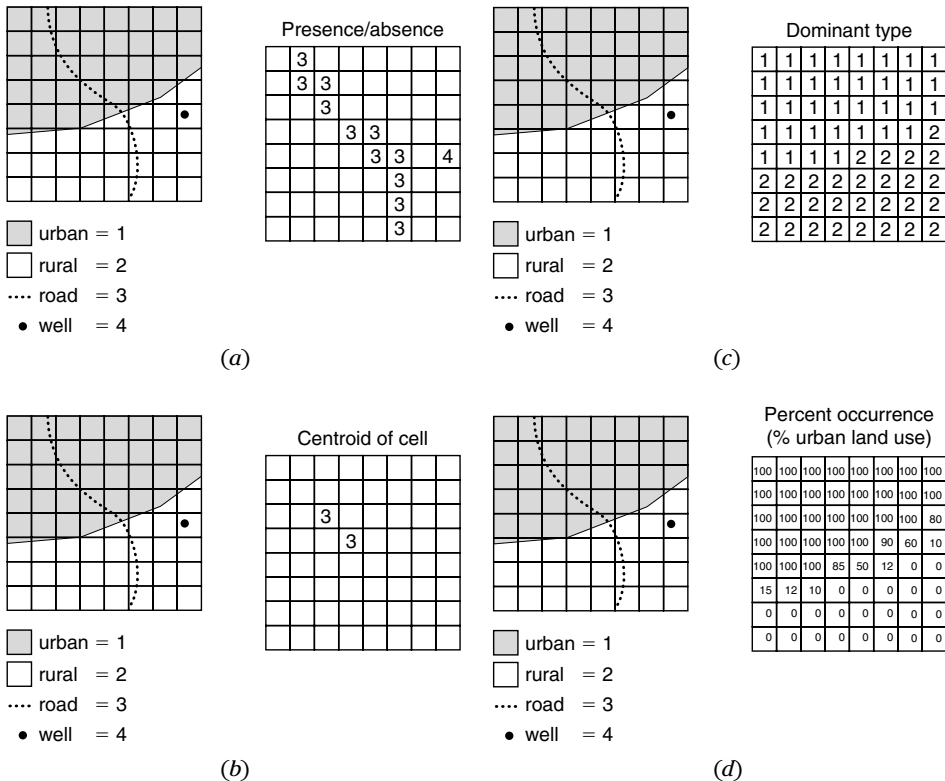 Presence/absence
3
3 3
3
3 3
3 3 4
3
3
3
urban = 1
rural = 2
road = 3
well = 4
(a)
Dominant type
1 1 1 1 1 1 1 1
1 1 1 1 1 1 1 1
1 1 1 1 1 1 1 1
1 1 1 1 1 1 1 2
1 1 1 1 2 2 2 2
2 2 2 2 2 2 2 2
2 2 2 2 2 2 2 2
2 2 2 2 2 2 2 2
urban = 1
rural = 2
road = 3
well = 4
(c)
Centroid of cell
3
3
urban = 1
rural = 2
road = 3
well = 4
(b)
Percent occurrence
(% urban land use)
100 100 100 100 100 100 100 100
100 100 100 100 100 100 100 100
100 100 100 100 100 100 100 80
100 100 100 100 100 90 60 10
100 100 100 85 50 12 0 0
15 12 10 0 0 0 0 0
0 0 0 0 0 0 0 0
0 0 0 0 0 0 0 0
urban = 1
rural = 2
road = 3
well = 4
(d)